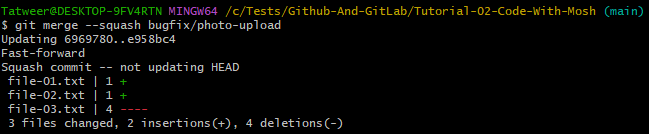 Tatweer@DESKTOP-9FV4RTN MINGW64 /c/Tests/Github-And-GitLab/Tutorial-02-Code-With-Mosh (main)
$ git merge --squash bugfix/photo-upload
Updating 6969780..e958bc4
Fast-forward
Squash commit -- not updating HEAD
 file-01.txt | 1 +
 file-02.txt | 1 +
 file-03.txt | 4 ----
 3 files changed, 2 insertions(+), 4 deletions(-)